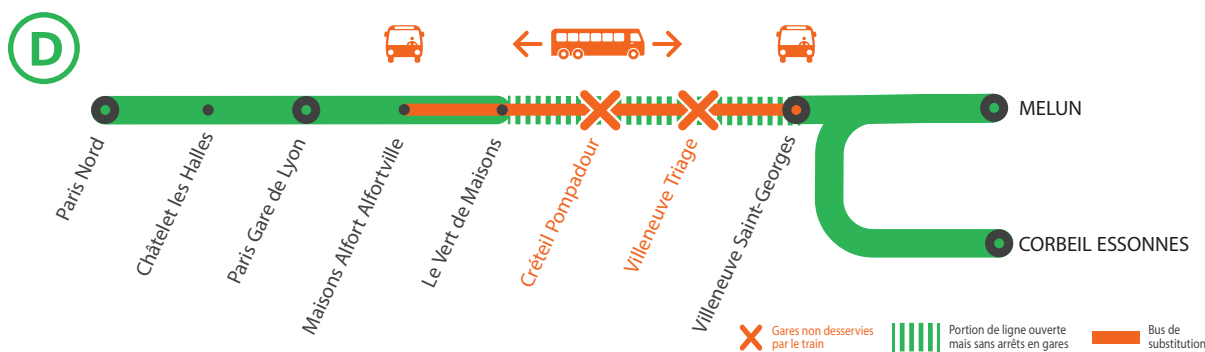 D
Paris Nord
Châtelet les Halles
Paris Gare de Lyon
Maisons Alfort Alfortville
Le Vert de Maisons
Créteil Pompadour
Villeneuve Triage
Villeneuve Saint-Georges
MELUN
CORBEIL ESSONNES
Gares non desservies
par le train
Portion de ligne ouverte
mais sans arrêts en gares
Bus de
substitution